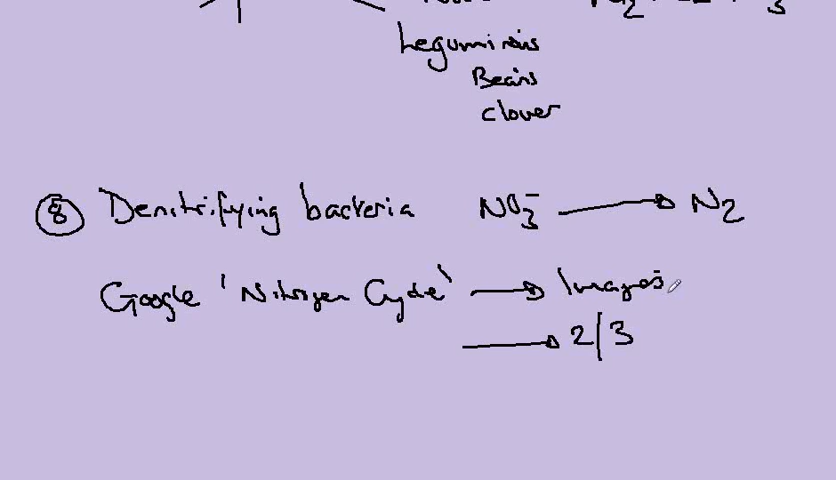 Leguminous
Beans
clover
⑧ Denitrifying bacteria NO₃⁻ → N₂
Google 'Nitrogen Cycle' → Images
→ 2/3